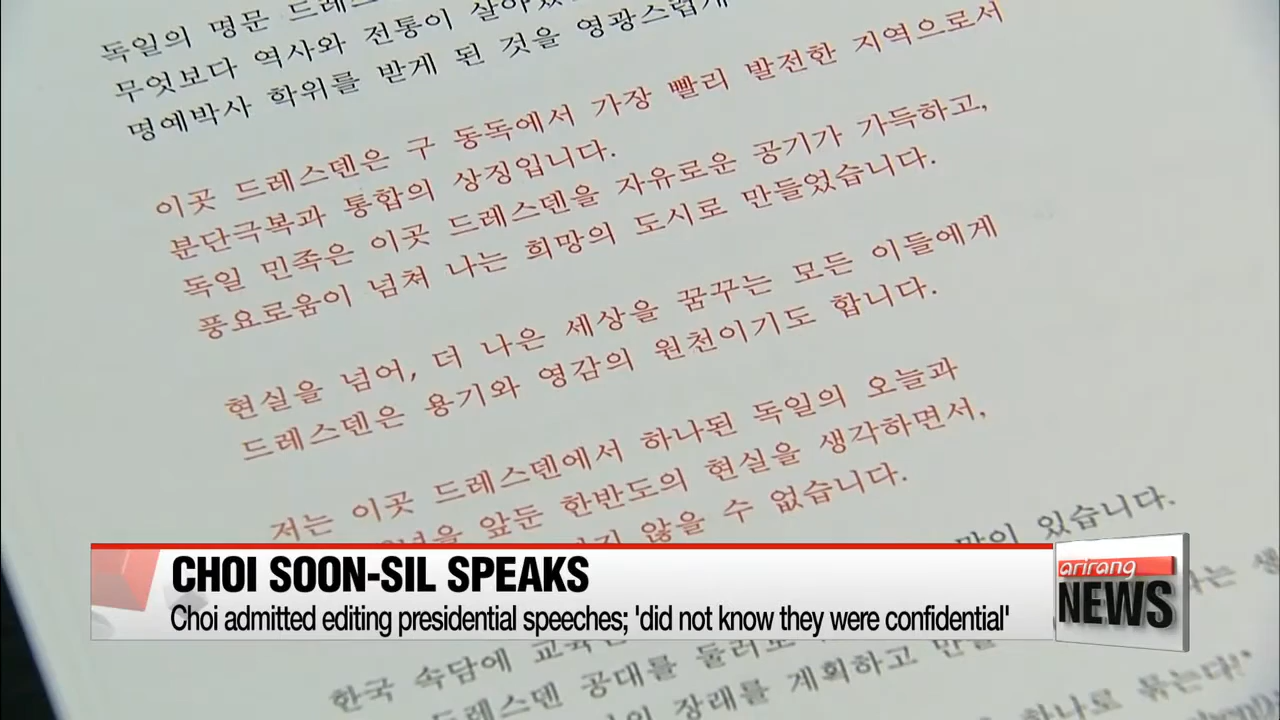 독일의 명문 드레스
무엇보다 역사와 전통이 살아
명예박사 학위를 받게 된 것을 영광스럽게
이곳 드레스덴은 구 동독에서 가장 빨리 발전한 지역으로서
분단극복과 통합의 상징입니다.
독일 민족은 이곳 드레스덴을 자유로운 공기가 가득하고,
풍요로움이 넘쳐 나는 희망의 도시로 만들었습니다.
현실을 넘어, 더 나은 세상을 꿈꾸는 모든 이들에게
드레스덴은 용기와 영감의 원천이기도 합니다.
저는 이곳 드레스덴에서 하나된 독일의 오늘과
앞둔 한반도의 현실을 생각하면서,
않을 수 없습니다.
있습니다.
CHOI SOON-SIL SPEAKS
Choi admitted editing presidential speeches; 'did not know they were confidential'
arirang
NEWS
한국 속담에
드레스덴 공대를
장래를 계획하고
하나로 묶는다!"